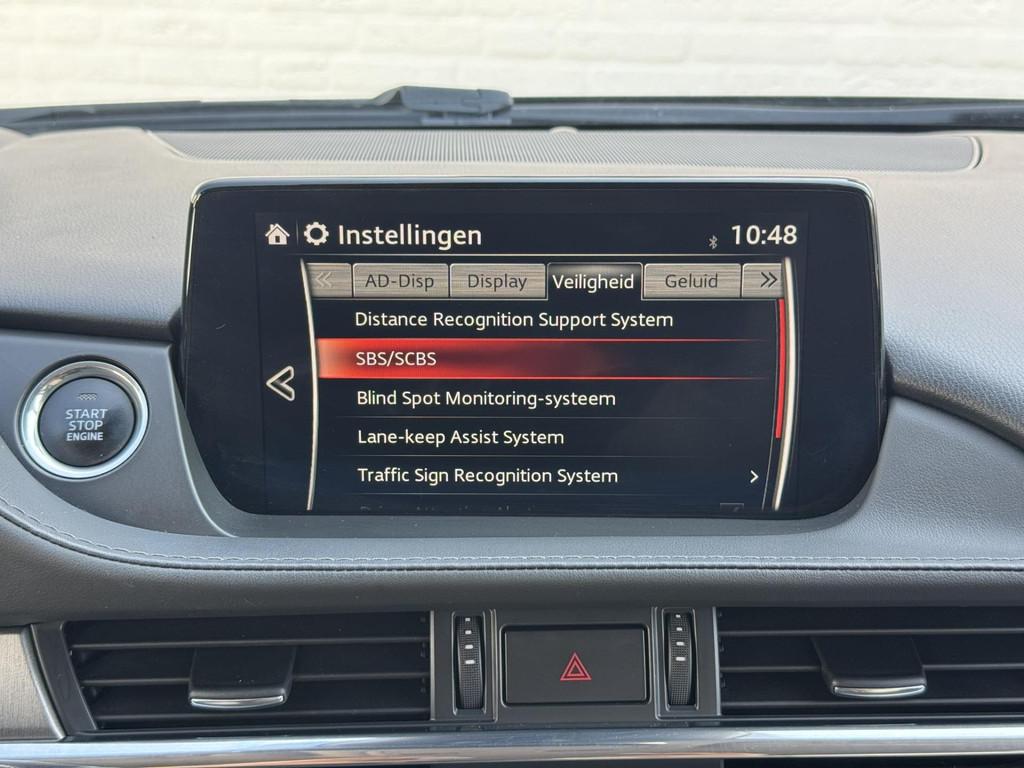 Instellingen
10:48
AD-Disp
Display
Veiligheid
Geluid
Distance Recognition Support System
SBS/SCBS
Blind Spot Monitoring-systeem
Lane-keep Assist System
Traffic Sign Recognition System
START
STOP
ENGINE